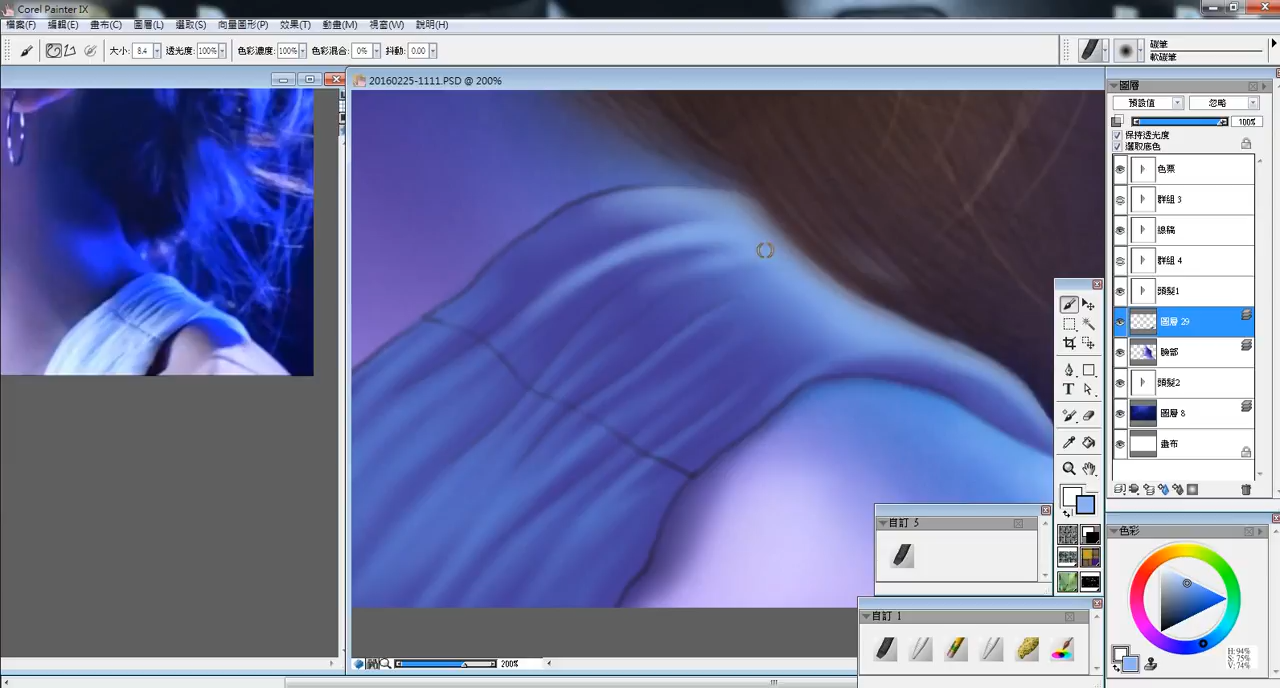 Corel Painter IX
檔案(F) 編輯(E) 畫布(C) 圖層(L) 選取(S) 向量圖形(P) 效果(T) 動畫(M) 視窗(W) 說明(H)
大小: 8.4 透光度: 100% 色彩濃度: 100% 色彩混合: 0% 抖動: 0.00
炭筆
軟炭筆
20160225-1111.PSD @ 200%
圖層
預設值 忽略
100%
保持透光度
選取底色
色票
群組 3
線稿
群組 4
頭髮1
圖層 29
臉部
頭髮2
圖層 8
畫布
自訂 5
色彩
自訂 1
H: 94%
S: 75%
V: 74%
200%